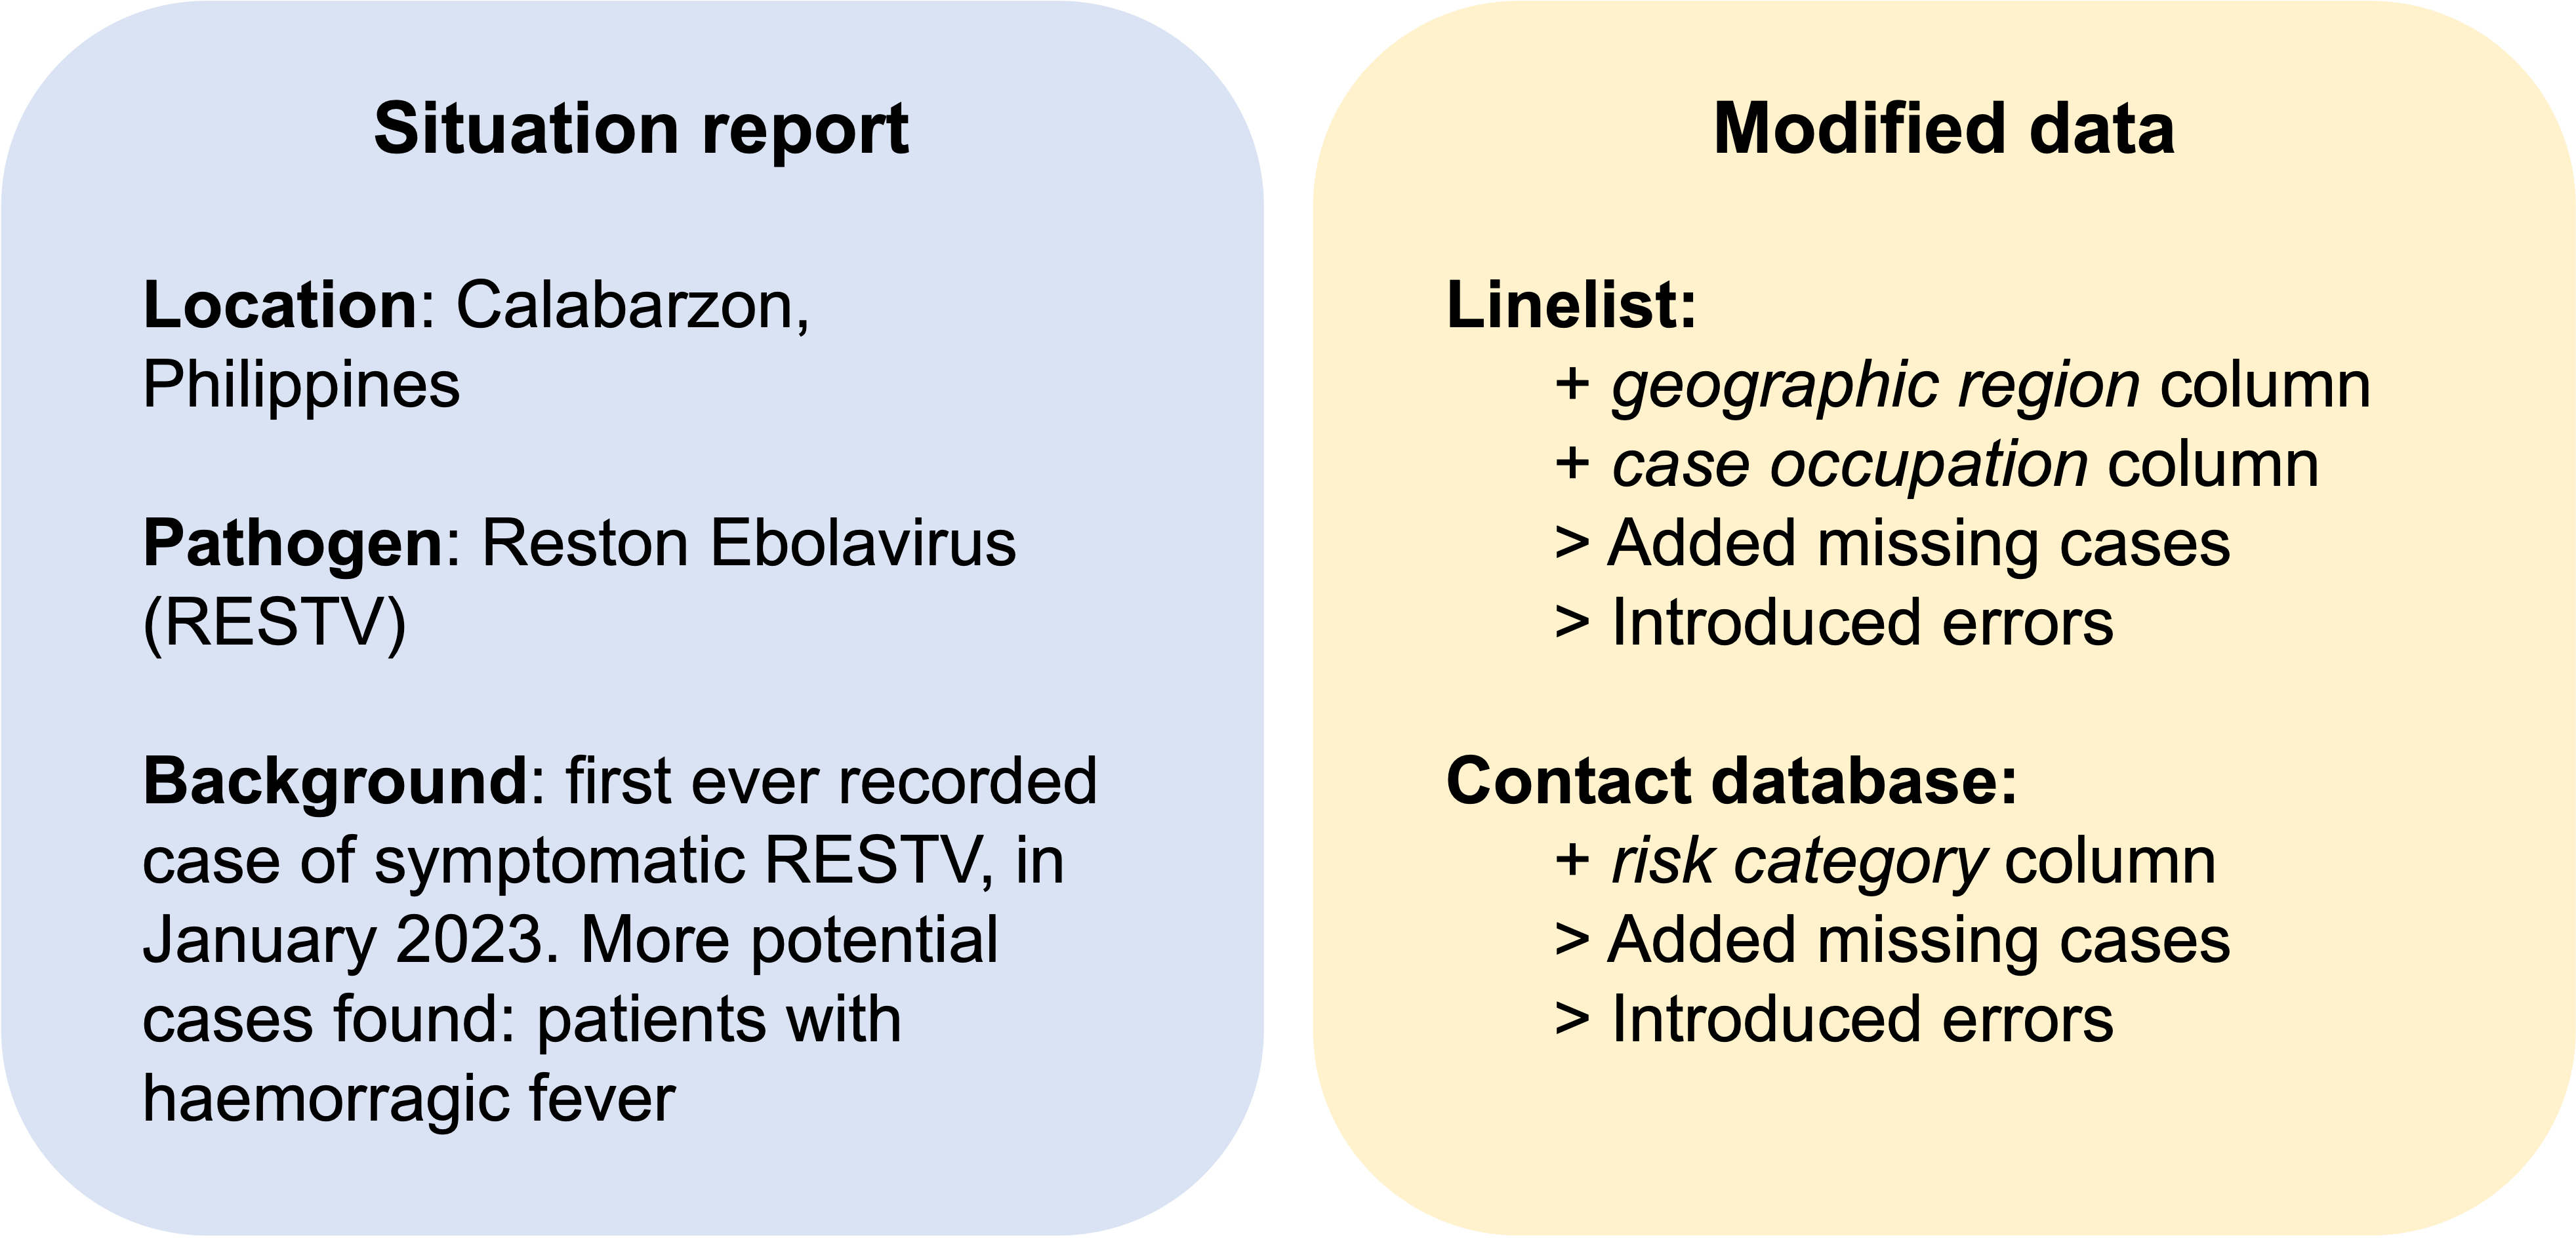 Situation report
Location: Calabarzon,
Philippines
Pathogen: Reston Ebolavirus
(RESTV)
Background: first ever recorded
case of symptomatic RESTV, in
January 2023. More potential
cases found: patients with
haemorragic fever
Modified data
Linelist:
+ geographic region column
+ case occupation column
> Added missing cases
> Introduced errors
Contact database:
+ risk category column
> Added missing cases
> Introduced errors